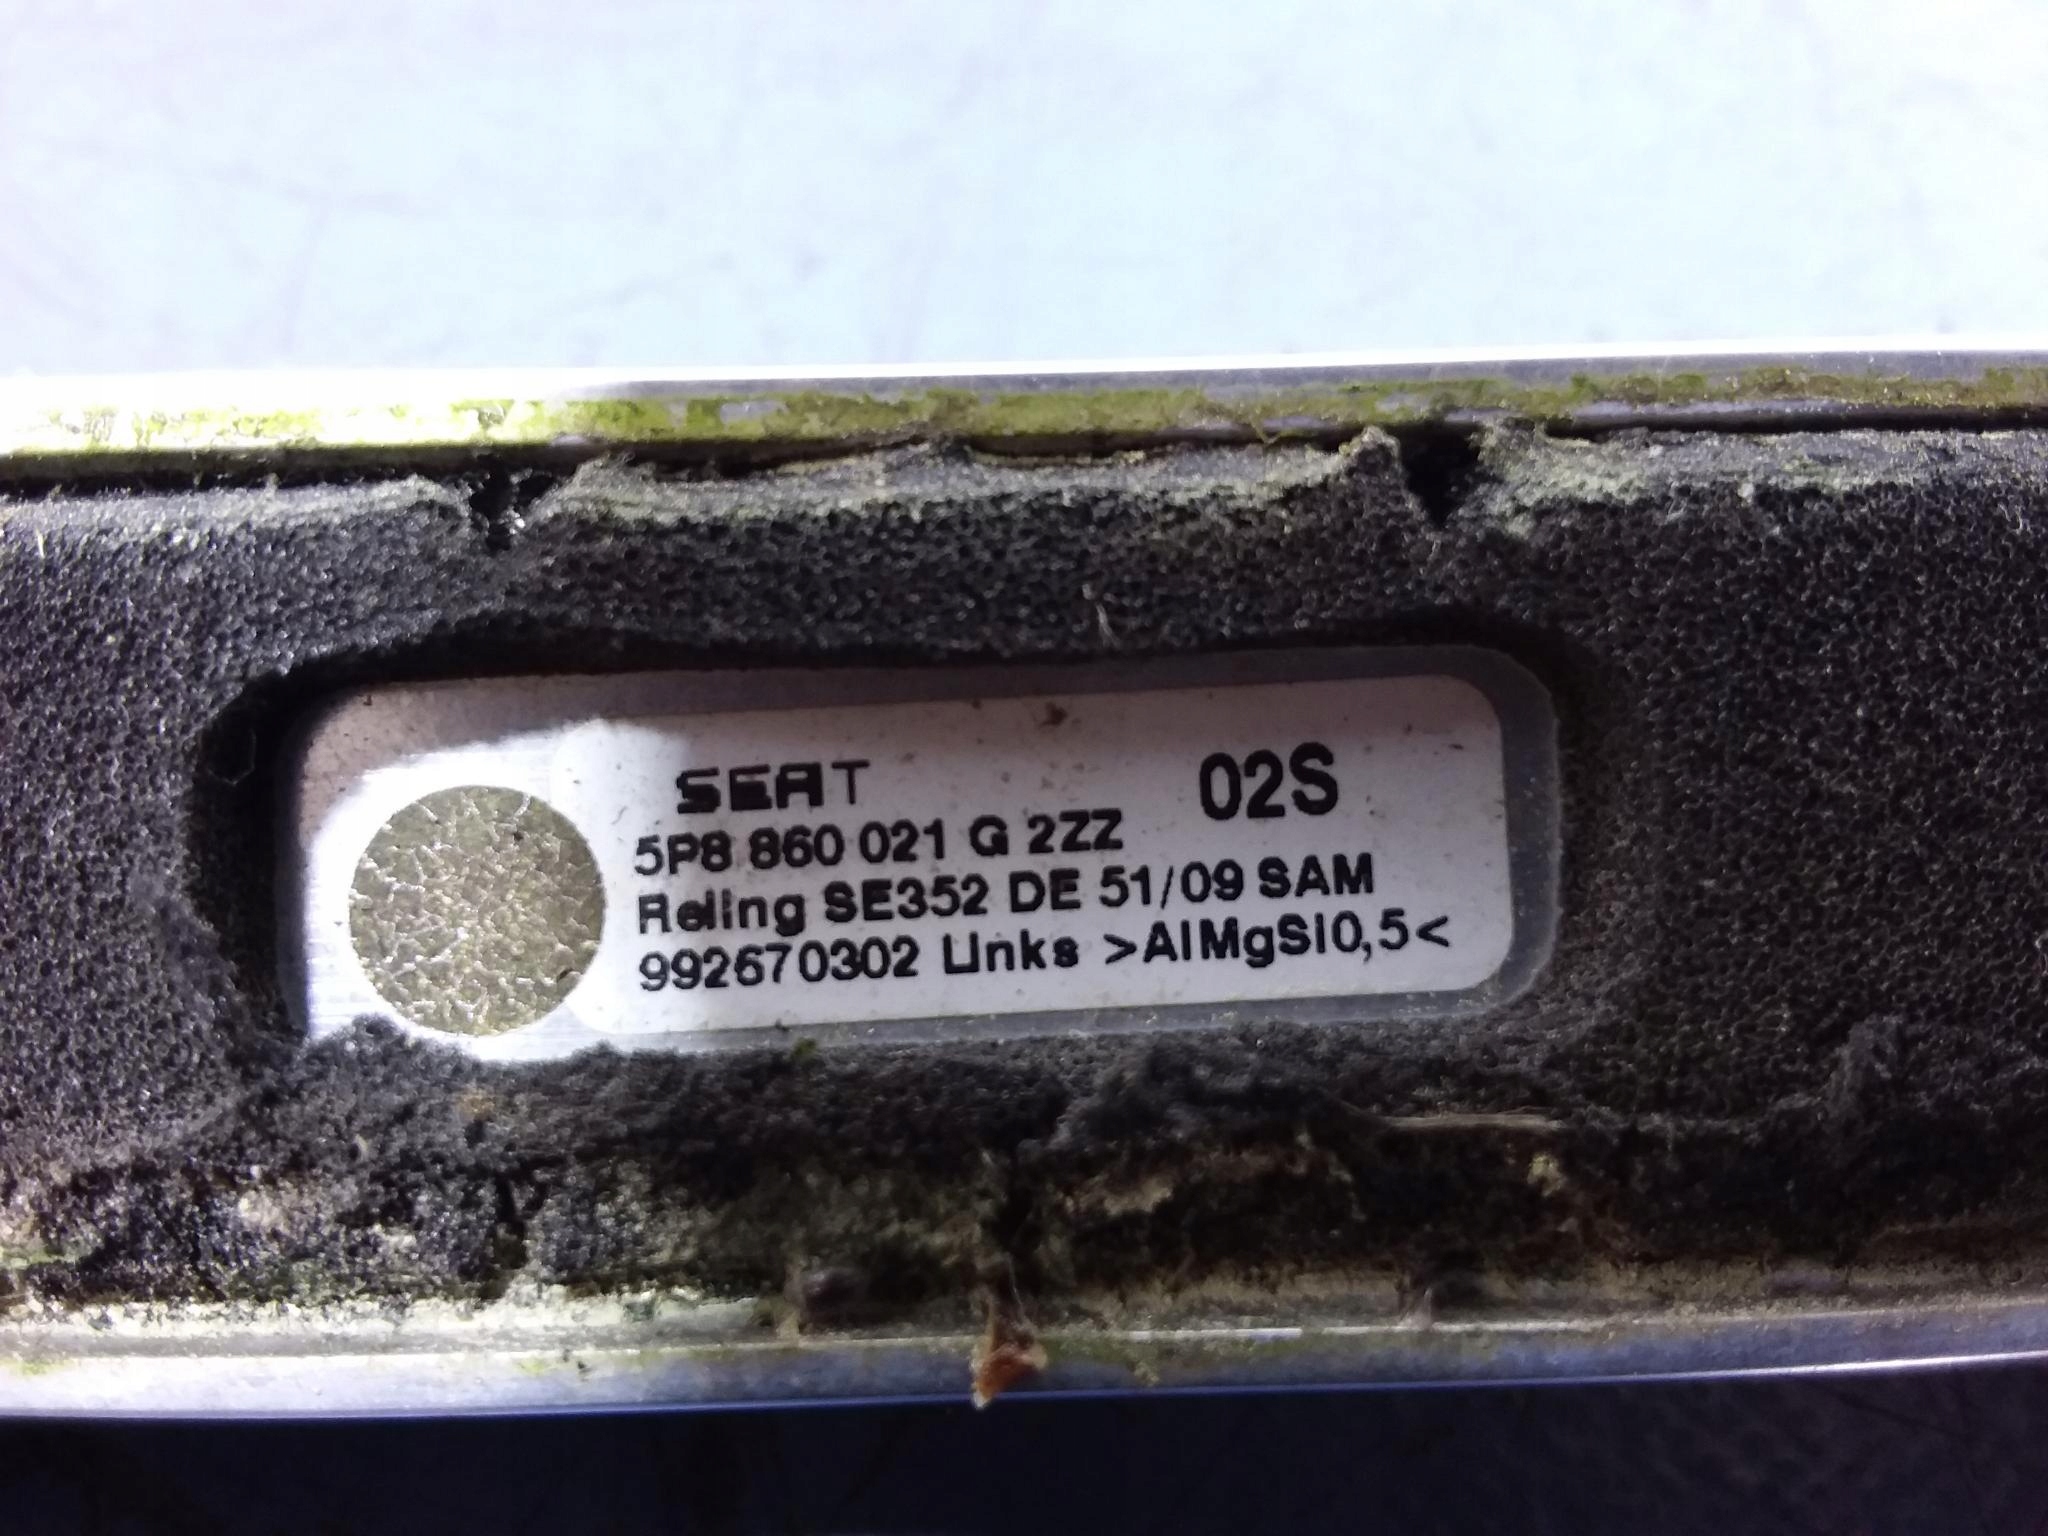 SEAT 02S
5P8 860 021 G 2ZZ
Reling SE352 DE 51/09 SAM
992670302 Links >AlMgSi0,5<